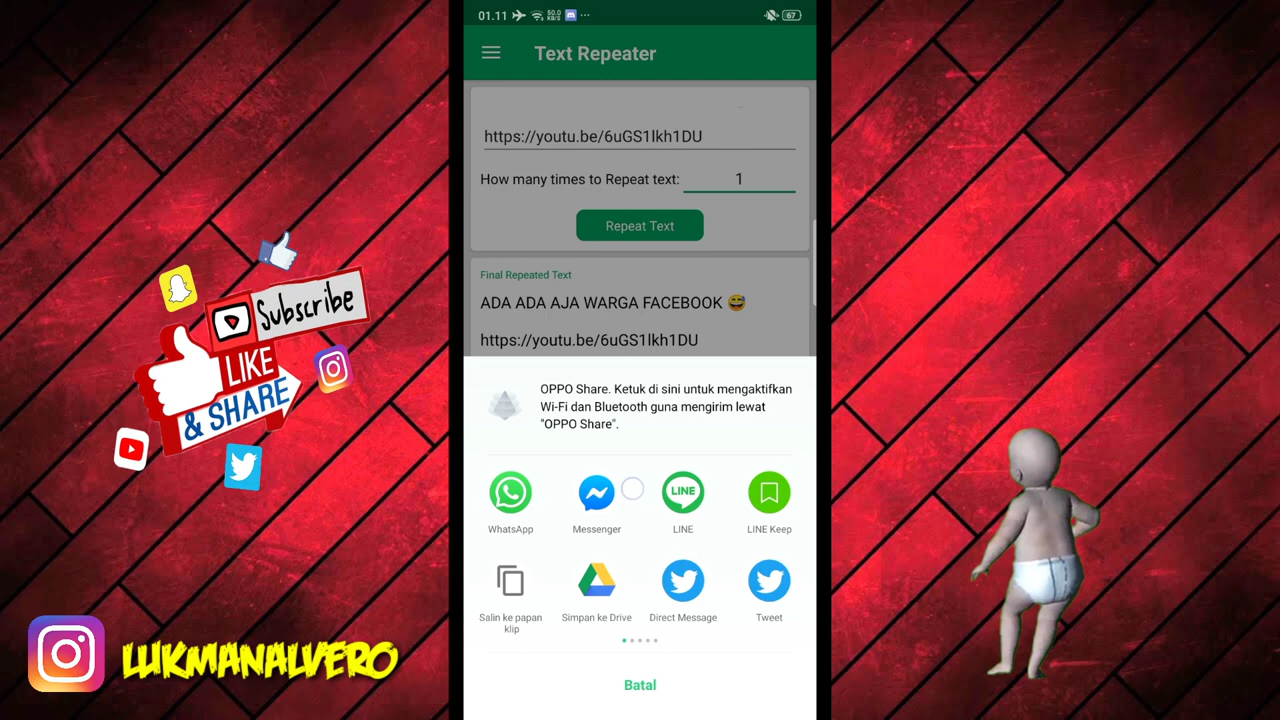 01.11
50.0
KB/S
67
Text Repeater
https://youtu.be/6uGS1lkh1DU
How many times to Repeat text:
1
Repeat Text
Final Repeated Text
ADA ADA AJA WARGA FACEBOOK 😅
https://youtu.be/6uGS1lkh1DU
OPPO Share. Ketuk di sini untuk mengaktifkan
Wi-Fi dan Bluetooth guna mengirim lewat
"OPPO Share".
LINE
WhatsApp
Messenger
LINE
LINE Keep
Salin ke papan
klip
Simpan ke Drive
Direct Message
Tweet
Batal
Subscribe
LIKE
& SHARE
LUKMANALVERO